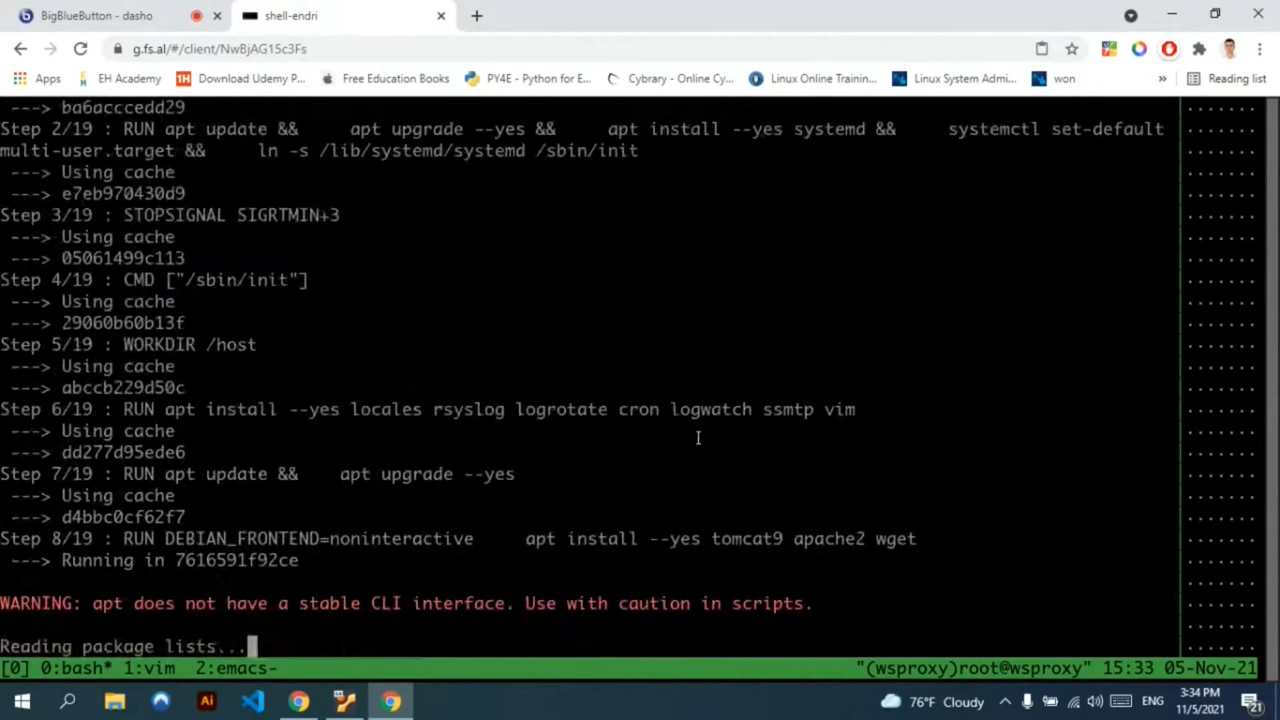 BigBlueButton - dasho
shell-endri
g.fs.al/#/client/NwBjAG15c3Fs
Apps EH Academy Download Udemy P... Free Education Books PY4E - Python for E... Cybrary - Online Cy... Linux Online Trainin... Linux System Admi... won » Reading list
---> ba6acccedd29
Step 2/19 : RUN apt update && apt upgrade --yes && apt install --yes systemd && systemctl set-default
multi-user.target && ln -s /lib/systemd/systemd /sbin/init
---> Using cache
---> e7eb970430d9
Step 3/19 : STOPSIGNAL SIGRTMIN+3
---> Using cache
---> 05061499c113
Step 4/19 : CMD ["/sbin/init"]
---> Using cache
---> 29060b60b13f
Step 5/19 : WORKDIR /host
---> Using cache
---> abccb229d50c
Step 6/19 : RUN apt install --yes locales rsyslog logrotate cron logwatch ssmtp vim
---> Using cache
---> dd277d95ede6
Step 7/19 : RUN apt update && apt upgrade --yes
---> Using cache
---> d4bbc0cf62f7
Step 8/19 : RUN DEBIAN_FRONTEND=noninteractive apt install --yes tomcat9 apache2 wget
---> Running in 7616591f92ce
WARNING: apt does not have a stable CLI interface. Use with caution in scripts.
Reading package lists...
[0] 0:bash* 1:vim 2:emacs- "(wsproxy)root@wsproxy" 15:33 05-Nov-21
76°F Cloudy ENG 3:34 PM
11/5/2021 21